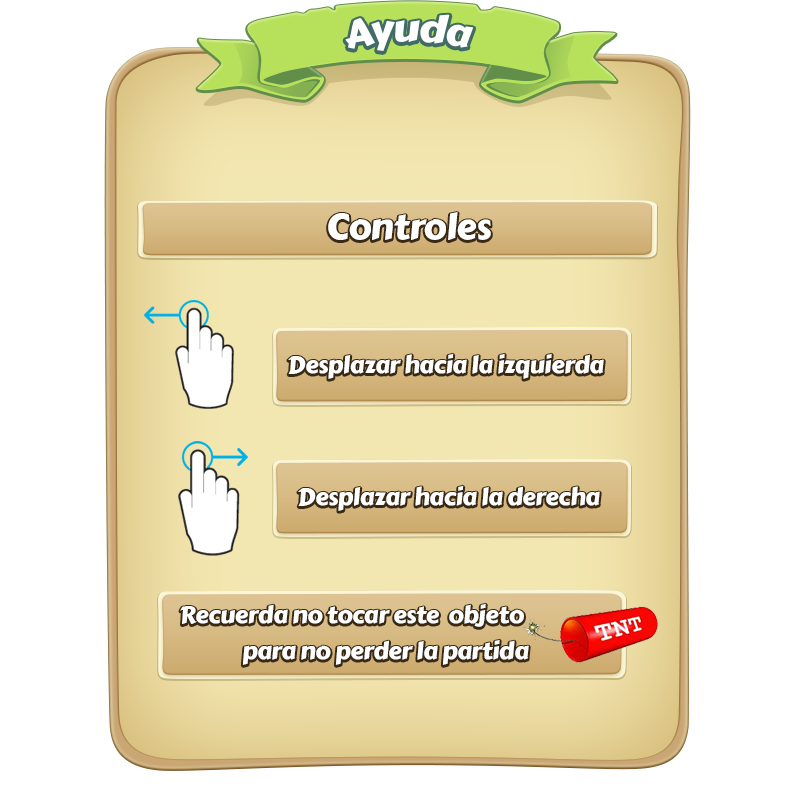 Ayuda
Controles
Desplazar hacia la izquierda
Desplazar hacia la derecha
Recuerda no tocar este objeto
para no perder la partida
TNT